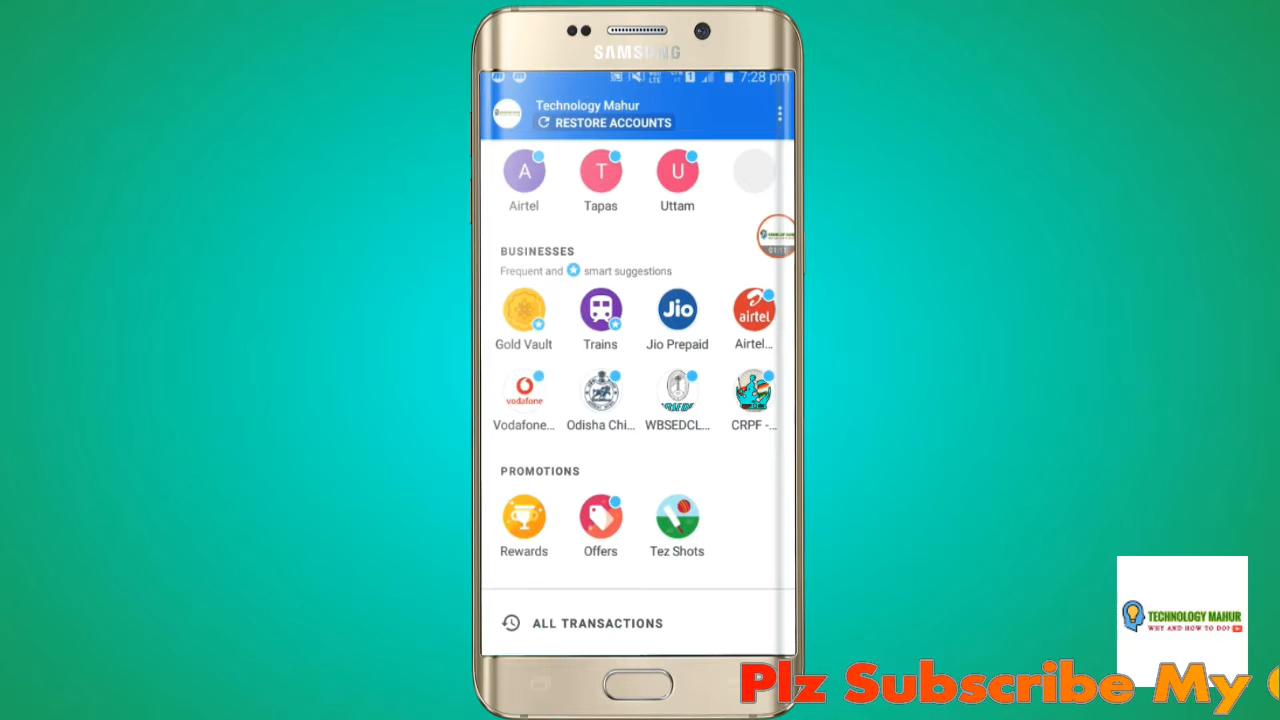 SAMSUNG
7:28 pm
Technology Mahur
RESTORE ACCOUNTS
A
T
U
Airtel
Tapas
Uttam
01:11
BUSINESSES
Frequent and smart suggestions
Jio
airtel
Gold Vault
Trains
Jio Prepaid
Airtel...
vodafone
Vodafone...
Odisha Chi...
WBSEDCL...
CRPF -...
PROMOTIONS
Rewards
Offers
Tez Shots
ALL TRANSACTIONS
TECHNOLOGY MAHUR
WHY AND HOW TO DO?
Plz Subscribe My